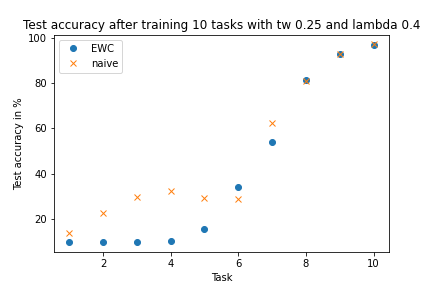 Test accuracy after training 10 tasks with tw 0.25 and lambda 0.4
100
EWC
naive
80
60
40
20
Test accuracy in %
2 4 6 8 10
Task